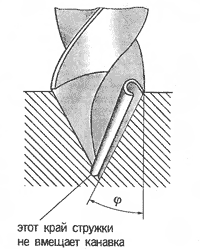 φ
этот край стружки
не вмещает канавка